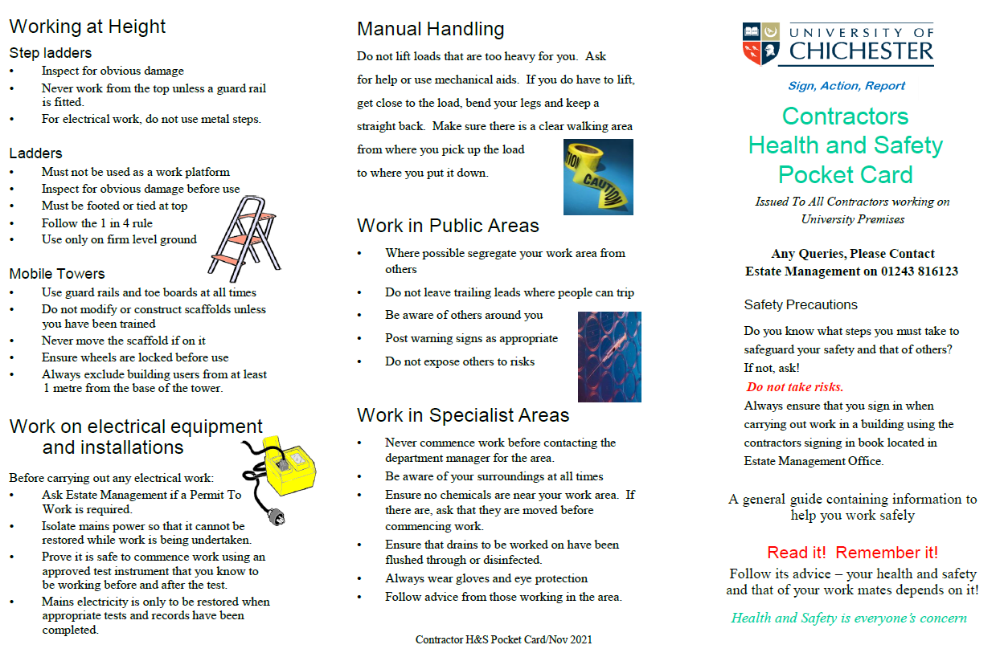 Working at Height
Step ladders
• Inspect for obvious damage
• Never work from the top unless a guard rail
is fitted.
• For electrical work, do not use metal steps.
Ladders
• Must not be used as a work platform
• Inspect for obvious damage before use
• Must be footed or tied at top
• Follow the 1 in 4 rule
• Use only on firm level ground
Mobile Towers
• Use guard rails and toe boards at all times
• Do not modify or construct scaffolds unless
you have been trained
• Never move the scaffold if on it
• Ensure wheels are locked before use
• Always exclude building users from at least
1 metre from the base of the tower.
Work on electrical equipment
and installations
Before carrying out any electrical work:
• Ask Estate Management if a Permit To
Work is required.
• Isolate mains power so that it cannot be
restored while work is being undertaken.
• Prove it is safe to commence work using an
approved test instrument that you know to
be working before and after the test.
• Mains electricity is only to be restored when
appropriate tests and records have been
completed.
Manual Handling
Do not lift loads that are too heavy for you. Ask
for help or use mechanical aids. If you do have to lift,
get close to the load, bend your legs and keep a
straight back. Make sure there is a clear walking area
from where you pick up the load
to where you put it down.
TION
CAUTION
Work in Public Areas
• Where possible segregate your work area from
others
• Do not leave trailing leads where people can trip
• Be aware of others around you
• Post warning signs as appropriate
• Do not expose others to risks
Work in Specialist Areas
• Never commence work before contacting the
department manager for the area.
• Be aware of your surroundings at all times
• Ensure no chemicals are near your work area. If
there are, ask that they are moved before
commencing work.
• Ensure that drains to be worked on have been
flushed through or disinfected.
• Always wear gloves and eye protection
• Follow advice from those working in the area.
Contractor H&S Pocket Card/Nov 2021
UNIVERSITY OF
CHICHESTER
Sign, Action, Report
Contractors
Health and Safety
Pocket Card
Issued To All Contractors working on
University Premises
Any Queries, Please Contact
Estate Management on 01243 816123
Safety Precautions
Do you know what steps you must take to
safeguard your safety and that of others?
If not, ask!
Do not take risks.
Always ensure that you sign in when
carrying out work in a building using the
contractors signing in book located in
Estate Management Office.
A general guide containing information to
help you work safely
Read it! Remember it!
Follow its advice – your health and safety
and that of your work mates depends on it!
Health and Safety is everyone's concern